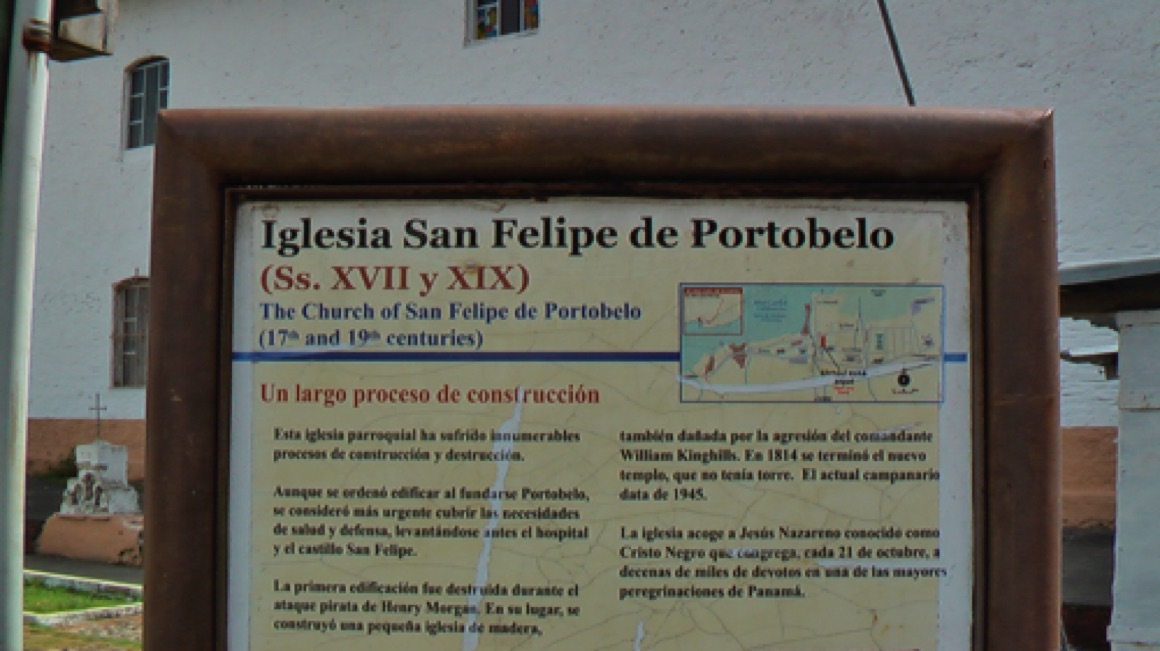 Iglesia San Felipe de Portobelo
(Ss. XVII y XIX)
The Church of San Felipe de Portobelo
(17th and 19th centuries)
Un largo proceso de construcción
Esta iglesia parroquial ha sufrido innumerables
procesos de construcción y destrucción.
Aunque se ordenó edificar al fundarse Portobelo,
se consideró más urgente cubrir las necesidades
de salud y defensa, levantándose antes el hospital
y el castillo San Felipe.
La primera edificación fue destruida durante el
ataque pirata de Henry Morgan. En su lugar, se
construyó una pequeña iglesia de madera,
también dañada por la agresión del comandante
William Kinghills. En 1814 se terminó el nuevo
templo, que no tenía torre. El actual campanario
data de 1945.
La iglesia acoge a Jesús Nazareno conocido como
Cristo Negro que congrega, cada 21 de octubre, a
decenas de miles de devotos en una de las mayores
peregrinaciones de Panamá.